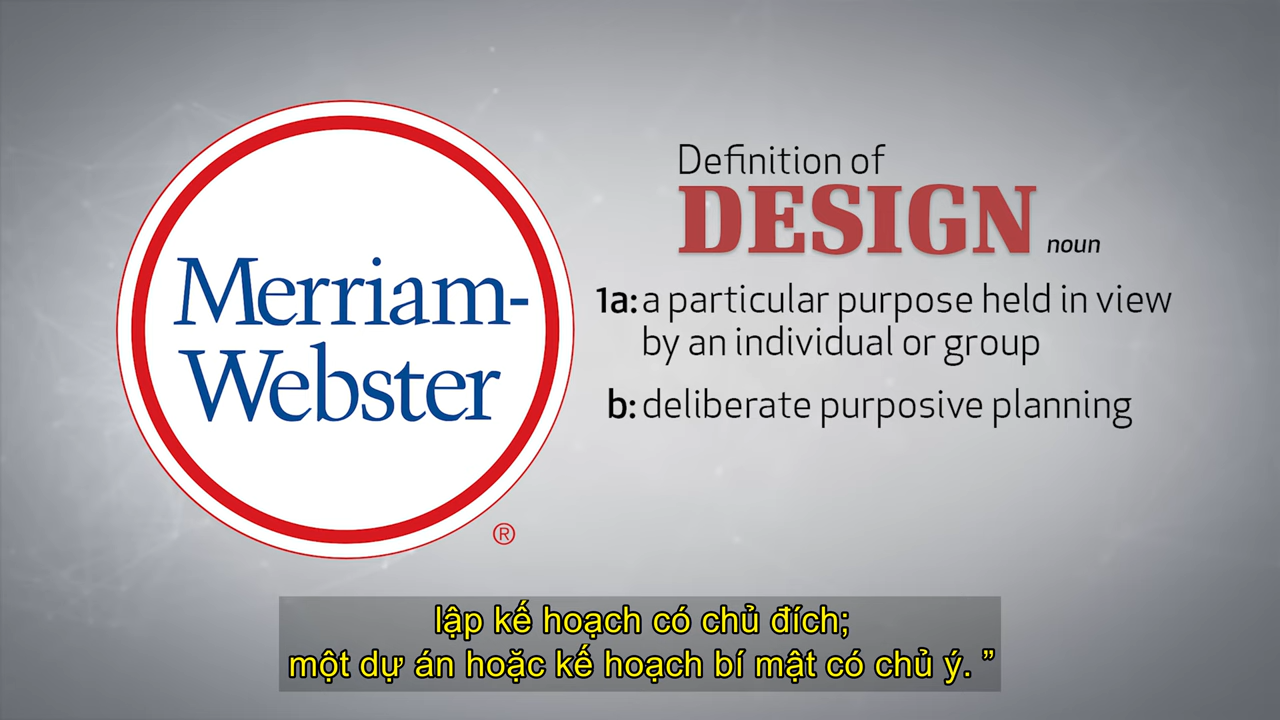 Merriam-
Webster
®
Definition of
DESIGN noun
1a: a particular purpose held in view
by an individual or group
b: deliberate purposive planning
lập kế hoạch có chủ đích;
một dự án hoặc kế hoạch bí mật có chủ ý. ”